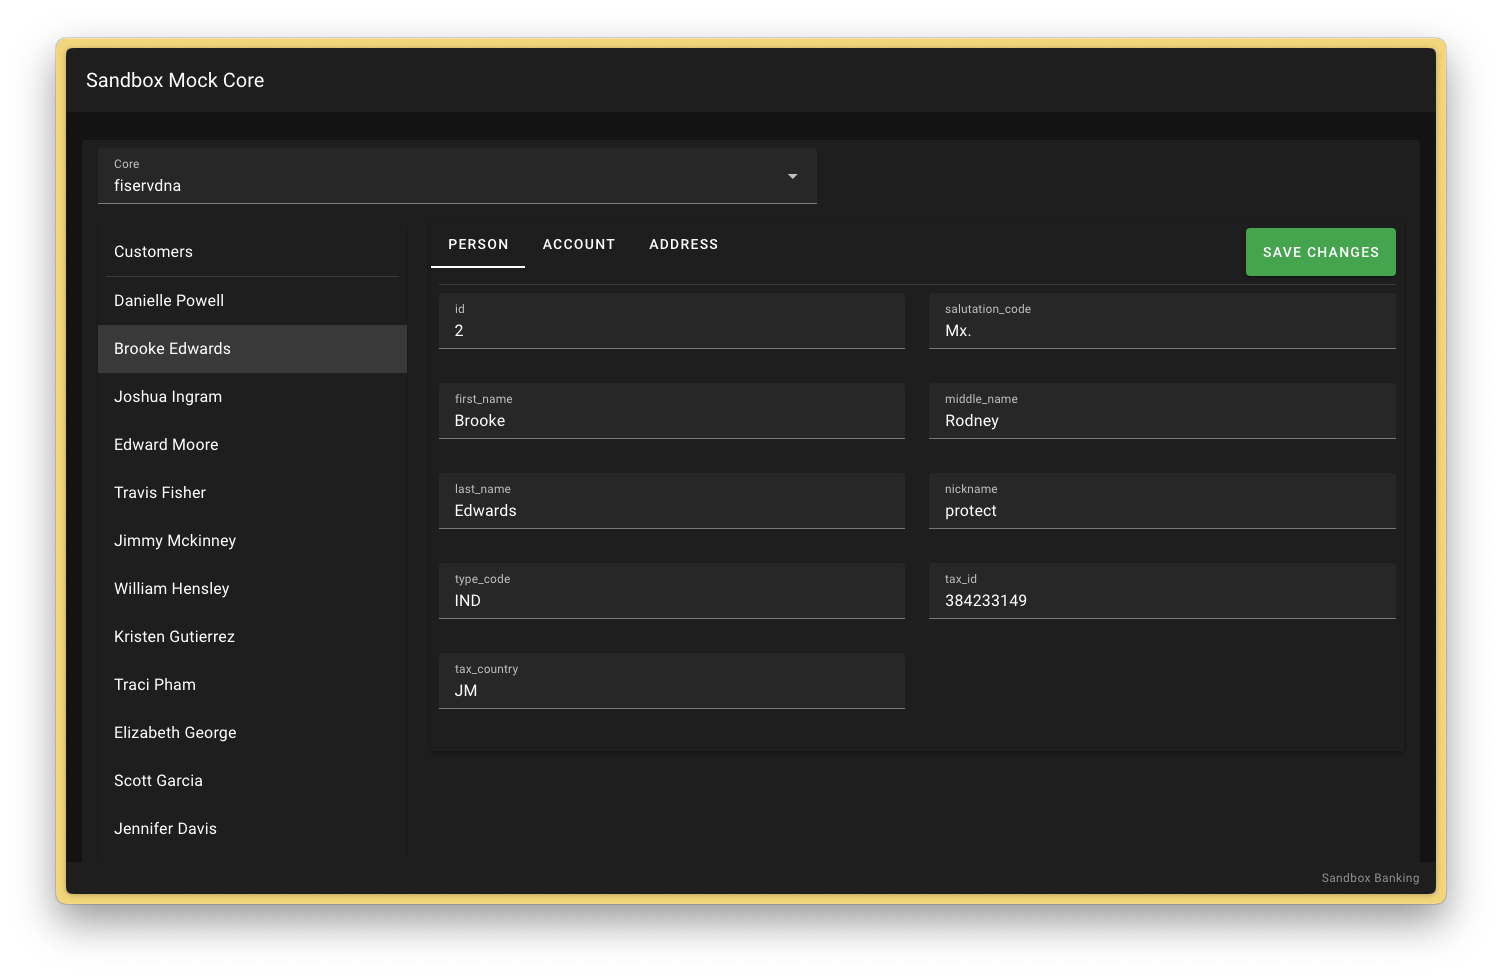 Sandbox Mock Core
Core
fiservdna
Customers
Danielle Powell
Brooke Edwards
Joshua Ingram
Edward Moore
Travis Fisher
Jimmy Mckinney
William Hensley
Kristen Gutierrez
Traci Pham
Elizabeth George
Scott Garcia
Jennifer Davis
PERSON ACCOUNT ADDRESS
SAVE CHANGES
id
2
salutation_code
Mx.
first_name
Brooke
middle_name
Rodney
last_name
Edwards
nickname
protect
type_code
IND
tax_id
384233149
tax_country
JM
Sandbox Banking